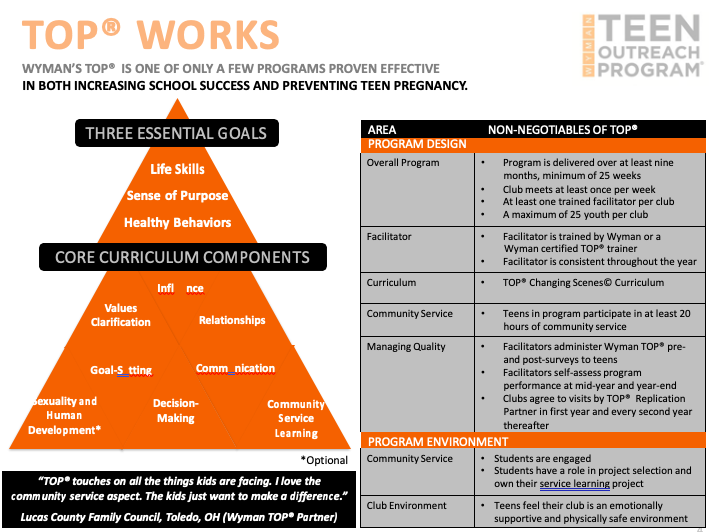 TOP® WORKS
WYMAN'S TOP® IS ONE OF ONLY A FEW PROGRAMS PROVEN EFFECTIVE
IN BOTH INCREASING SCHOOL SUCCESS AND PREVENTING TEEN PREGNANCY.
WYMAN'S
TEEN
OUTREACH
PROGRAM®
THREE ESSENTIAL GOALS
Life Skills
Sense of Purpose
Healthy Behaviors
CORE CURRICULUM COMPONENTS
Infl nce
Values
Clarification
Relationships
Goal-S tting
Comm nication
Sexuality and
Human
Development*
Decision-
Making
Community
Service
Learning
*Optional
"TOP® touches on all the things kids are facing. I love the
community service aspect. The kids just want to make a difference."
Lucas County Family Council, Toledo, OH (Wyman TOP® Partner)
AREA NON-NEGOTIABLES OF TOP®
PROGRAM DESIGN
Overall Program • Program is delivered over at least nine
months, minimum of 25 weeks
• Club meets at least once per week
• At least one trained facilitator per club
• A maximum of 25 youth per club
Facilitator • Facilitator is trained by Wyman or a
Wyman certified TOP® trainer
• Facilitator is consistent throughout the year
Curriculum • TOP® Changing Scenes© Curriculum
Community Service • Teens in program participate in at least 20
hours of community service
Managing Quality • Facilitators administer Wyman TOP® pre-
and post-surveys to teens
• Facilitators self-assess program
performance at mid-year and year-end
• Clubs agree to visits by TOP® Replication
Partner in first year and every second year
thereafter
PROGRAM ENVIRONMENT
Community Service • Students are engaged
• Students have a role in project selection and
own their service learning project
Club Environment • Teens feel their club is an emotionally
supportive and physically safe environment